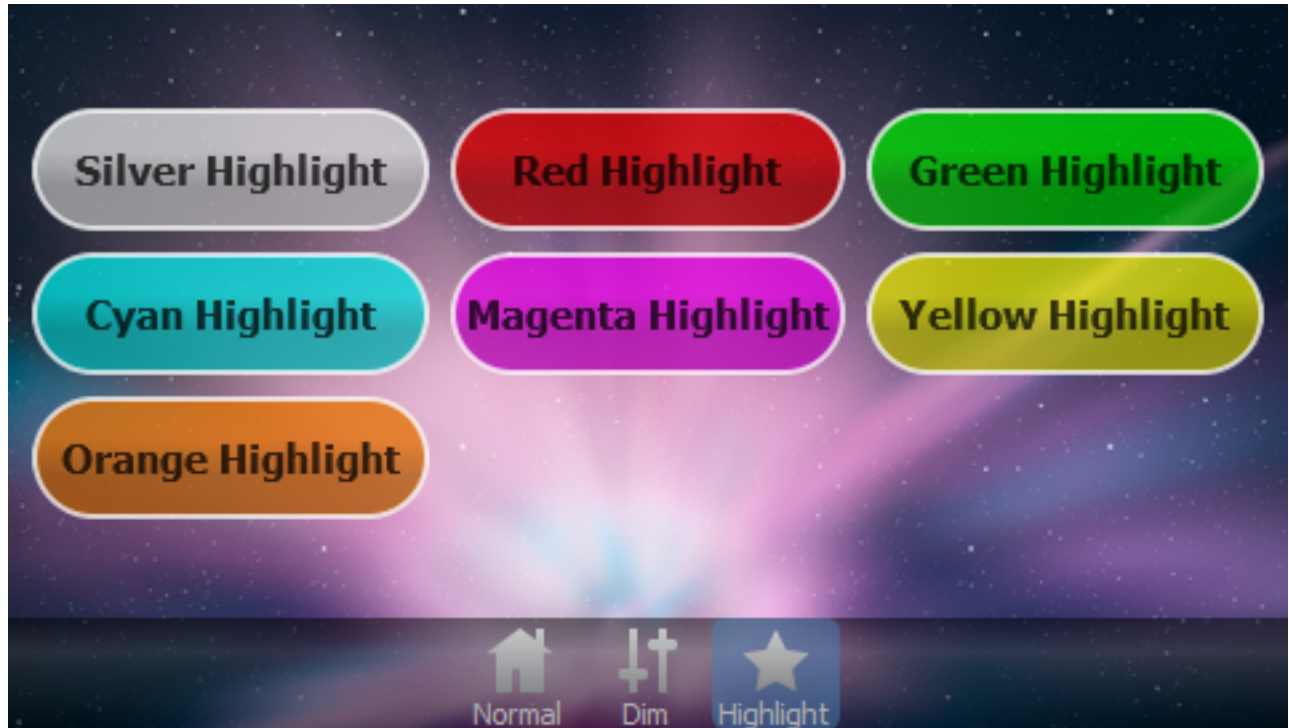 Silver Highlight
Red Highlight
Green Highlight
Cyan Highlight
Magenta Highlight
Yellow Highlight
Orange Highlight
Normal
Dim
Highlight